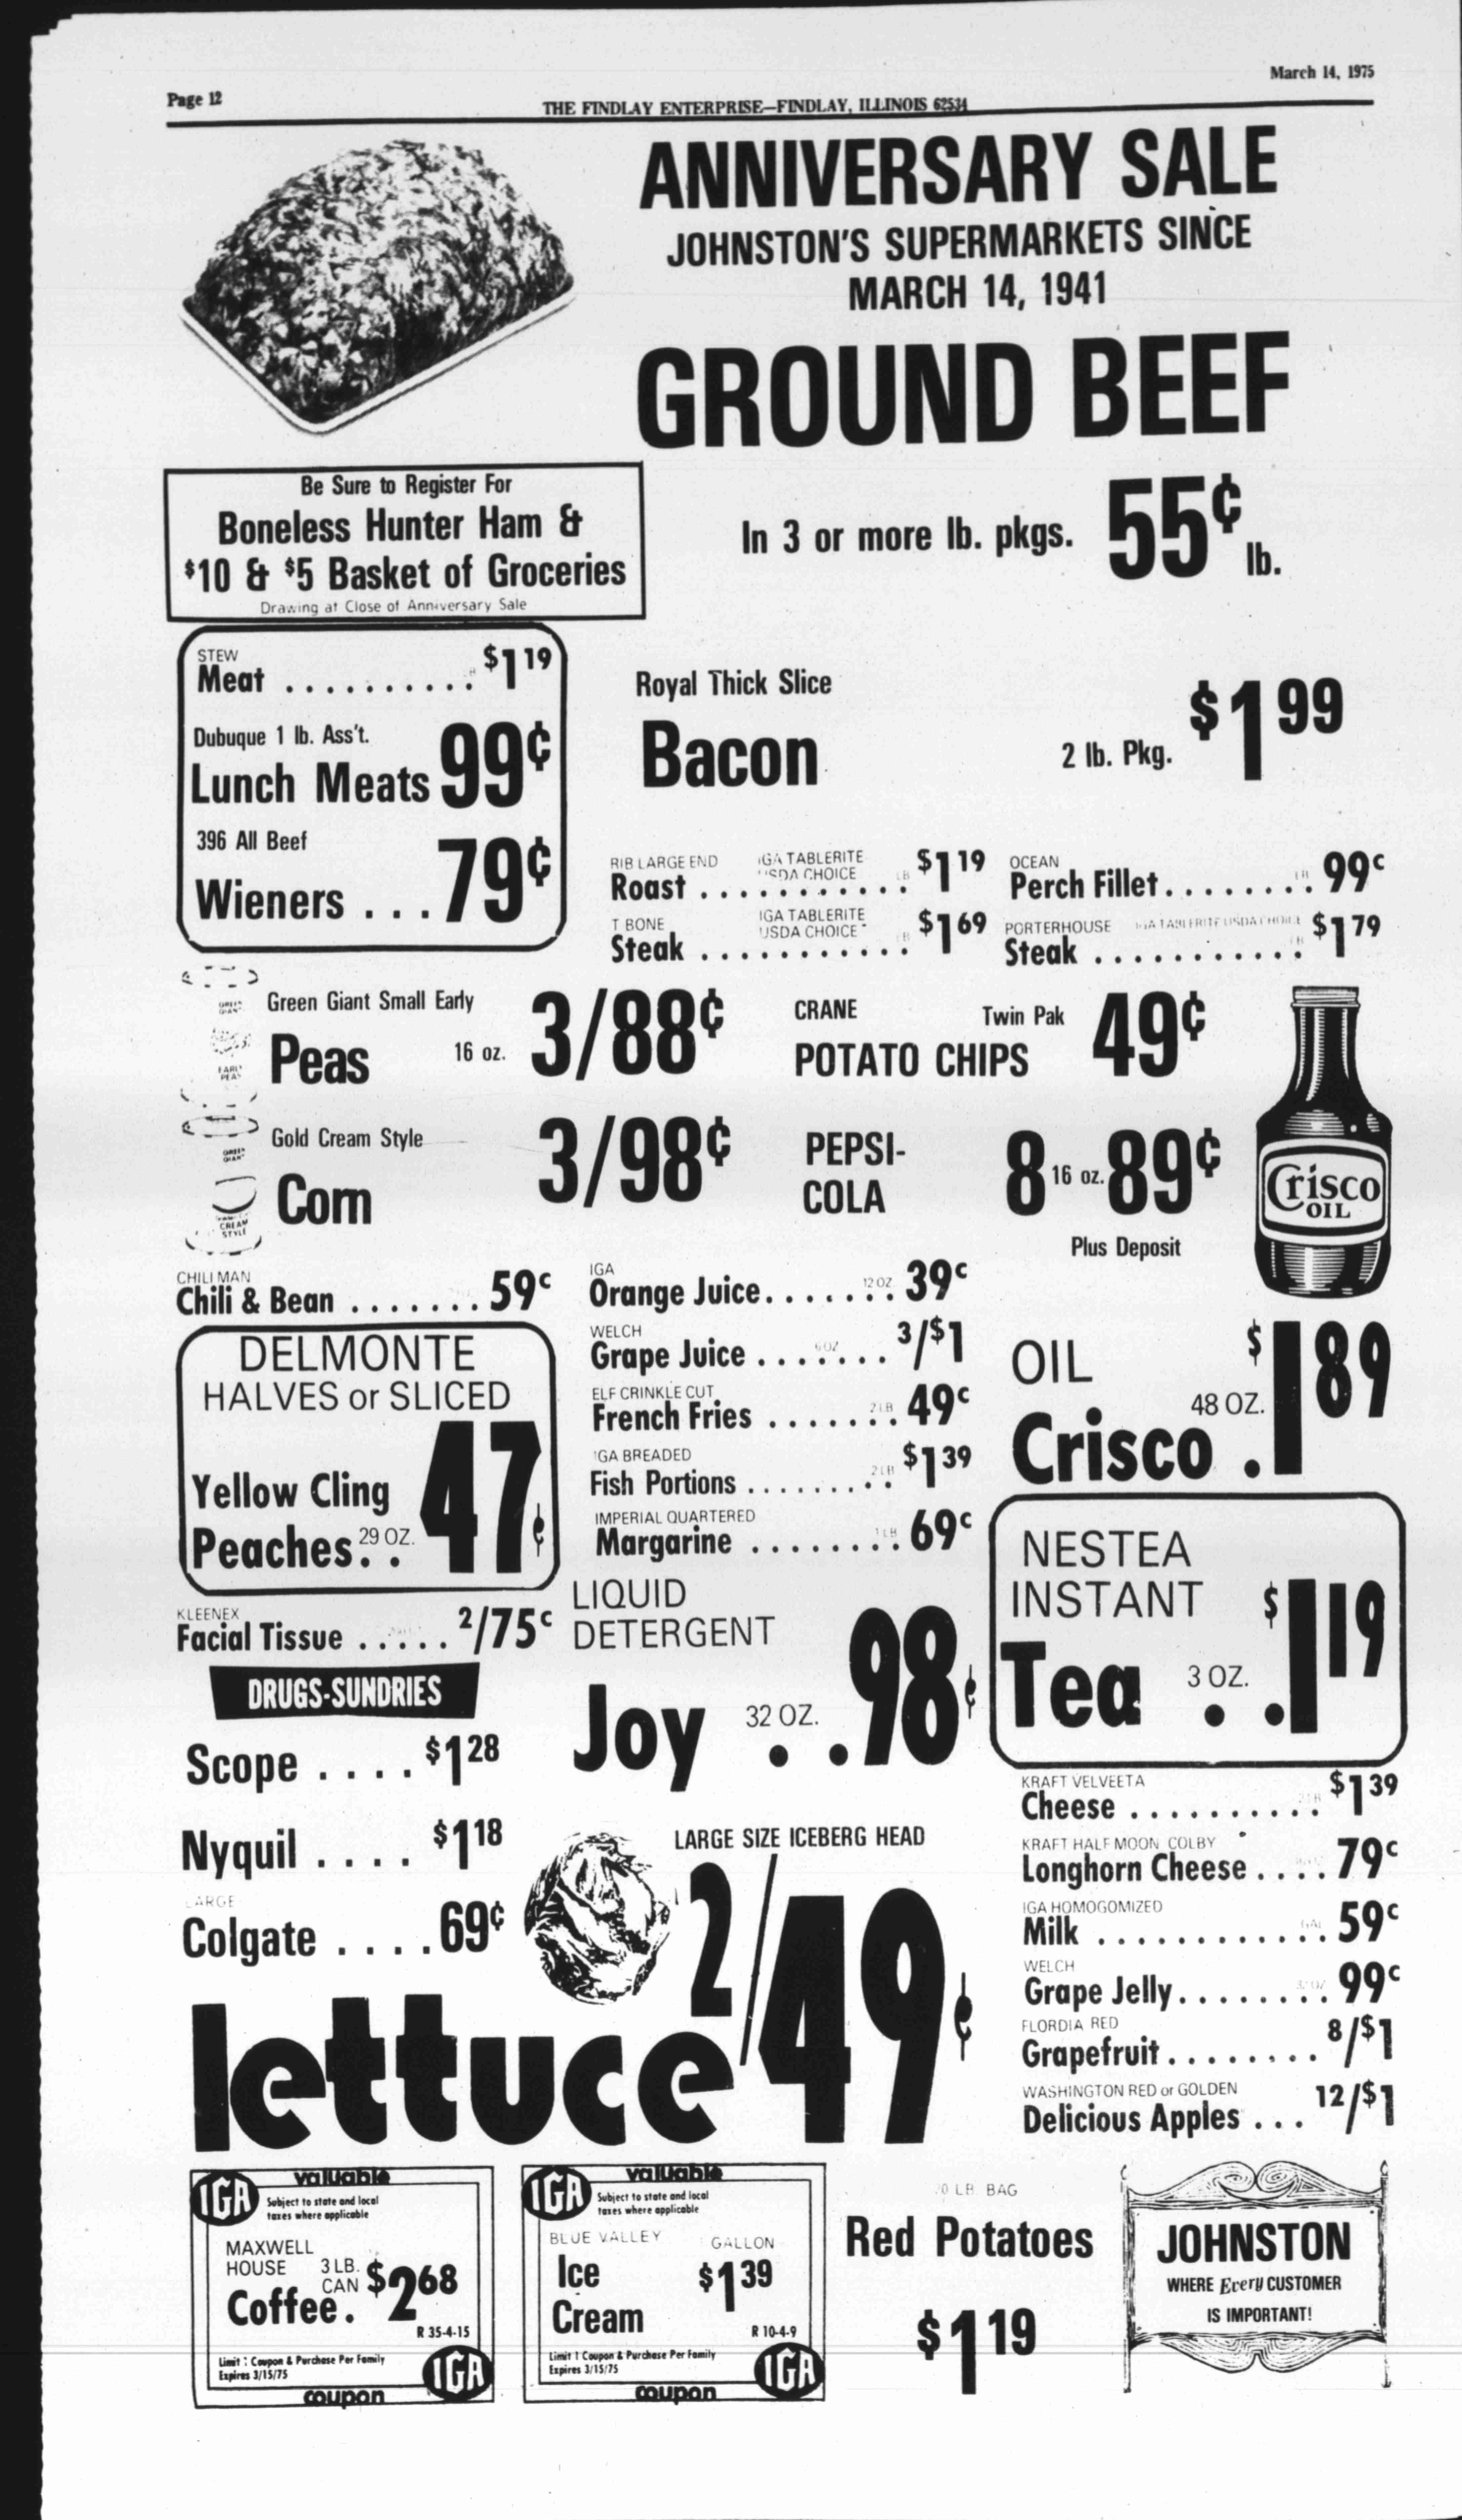 March 14, 1975
Page 12
THE FINDLAY ENTERPRISE—FINDLAY, ILLINOIS 62534
ANNIVERSARY SALE
JOHNSTON'S SUPERMARKETS SINCE
MARCH 14, 1941
GROUND BEEF
In 3 or more lb. pkgs. 55¢ lb.
Be Sure to Register For
Boneless Hunter Ham &
$10 & $5 Basket of Groceries
Drawing at Close of Anniversary Sale
STEW
Meat .......... $1 19
Dubuque 1 lb. Ass't.
Lunch Meats 99¢
396 All Beef
Wieners ... 79¢
Royal Thick Slice
Bacon 2 lb. Pkg. $1 99
RIB LARGE END IGA TABLERITE
USDA CHOICE
Roast ........... LB $1 19
T BONE IGA TABLERITE
USDA CHOICE
Steak ........... LB $1 69
OCEAN
Perch Fillet........ LB 99¢
PORTERHOUSE IGA TABLERITE USDA CHOICE
Steak ........... LB $1 79
GREEN
GIANT
EARLY
PEAS
Green Giant Small Early
Peas 16 oz. 3/88¢
CRANE Twin Pak
POTATO CHIPS 49¢
GREEN
GIANT
CREAM
STYLE
Gold Cream Style
Corn 3/98¢
PEPSI-
COLA 8 16 oz. 89¢
Plus Deposit
Crisco
OIL
CHILI MAN
Chili & Bean ....... 59¢
DELMONTE
HALVES or SLICED
Yellow Cling
Peaches.. 29 OZ. 47¢
KLEENEX
Facial Tissue ..... 2/75¢
IGA
Orange Juice....... 12 OZ. 39¢
WELCH
Grape Juice ....... 6 OZ 3/$1
ELF CRINKLE CUT
French Fries ....... 2 LB 49¢
IGA BREADED
Fish Portions ......... 2 LB $1 39
IMPERIAL QUARTERED
Margarine ........ 1 LB 69¢
OIL
Crisco . 48 OZ. $1 89
LIQUID
DETERGENT
Joy .. 32 OZ. 98¢
NESTEA
INSTANT
Tea .. 3 OZ. $1 19
DRUGS-SUNDRIES
Scope .... $1 28
Nyquil .... $1 18
LARGE
Colgate .... 69¢
LARGE SIZE ICEBERG HEAD
lettuce 2/49¢
KRAFT VELVEETA
Cheese .......... 2 LB $1 39
KRAFT HALF MOON COLBY
Longhorn Cheese .... 79¢
IGA HOMOGOMIZED
Milk ............ GAL 59¢
WELCH
Grape Jelly........ 99¢
FLORDIA RED
Grapefruit........ 8/$1
WASHINGTON RED or GOLDEN
Delicious Apples ... 12/$1
IGA valuable
Subject to state and local
taxes where applicable
MAXWELL
HOUSE 3 LB.
CAN
Coffee. $2 68
R 35-4-15
Limit 1 Coupon & Purchase Per Family
Expires 3/15/75
coupon IGA
IGA valuable
Subject to state and local
taxes where applicable
BLUE VALLEY GALLON
Ice
Cream $1 39
R 10-4-9
Limit 1 Coupon & Purchase Per Family
Expires 3/15/75
coupon IGA
LB BAG
Red Potatoes
$1 19
JOHNSTON
WHERE Every CUSTOMER
IS IMPORTANT!